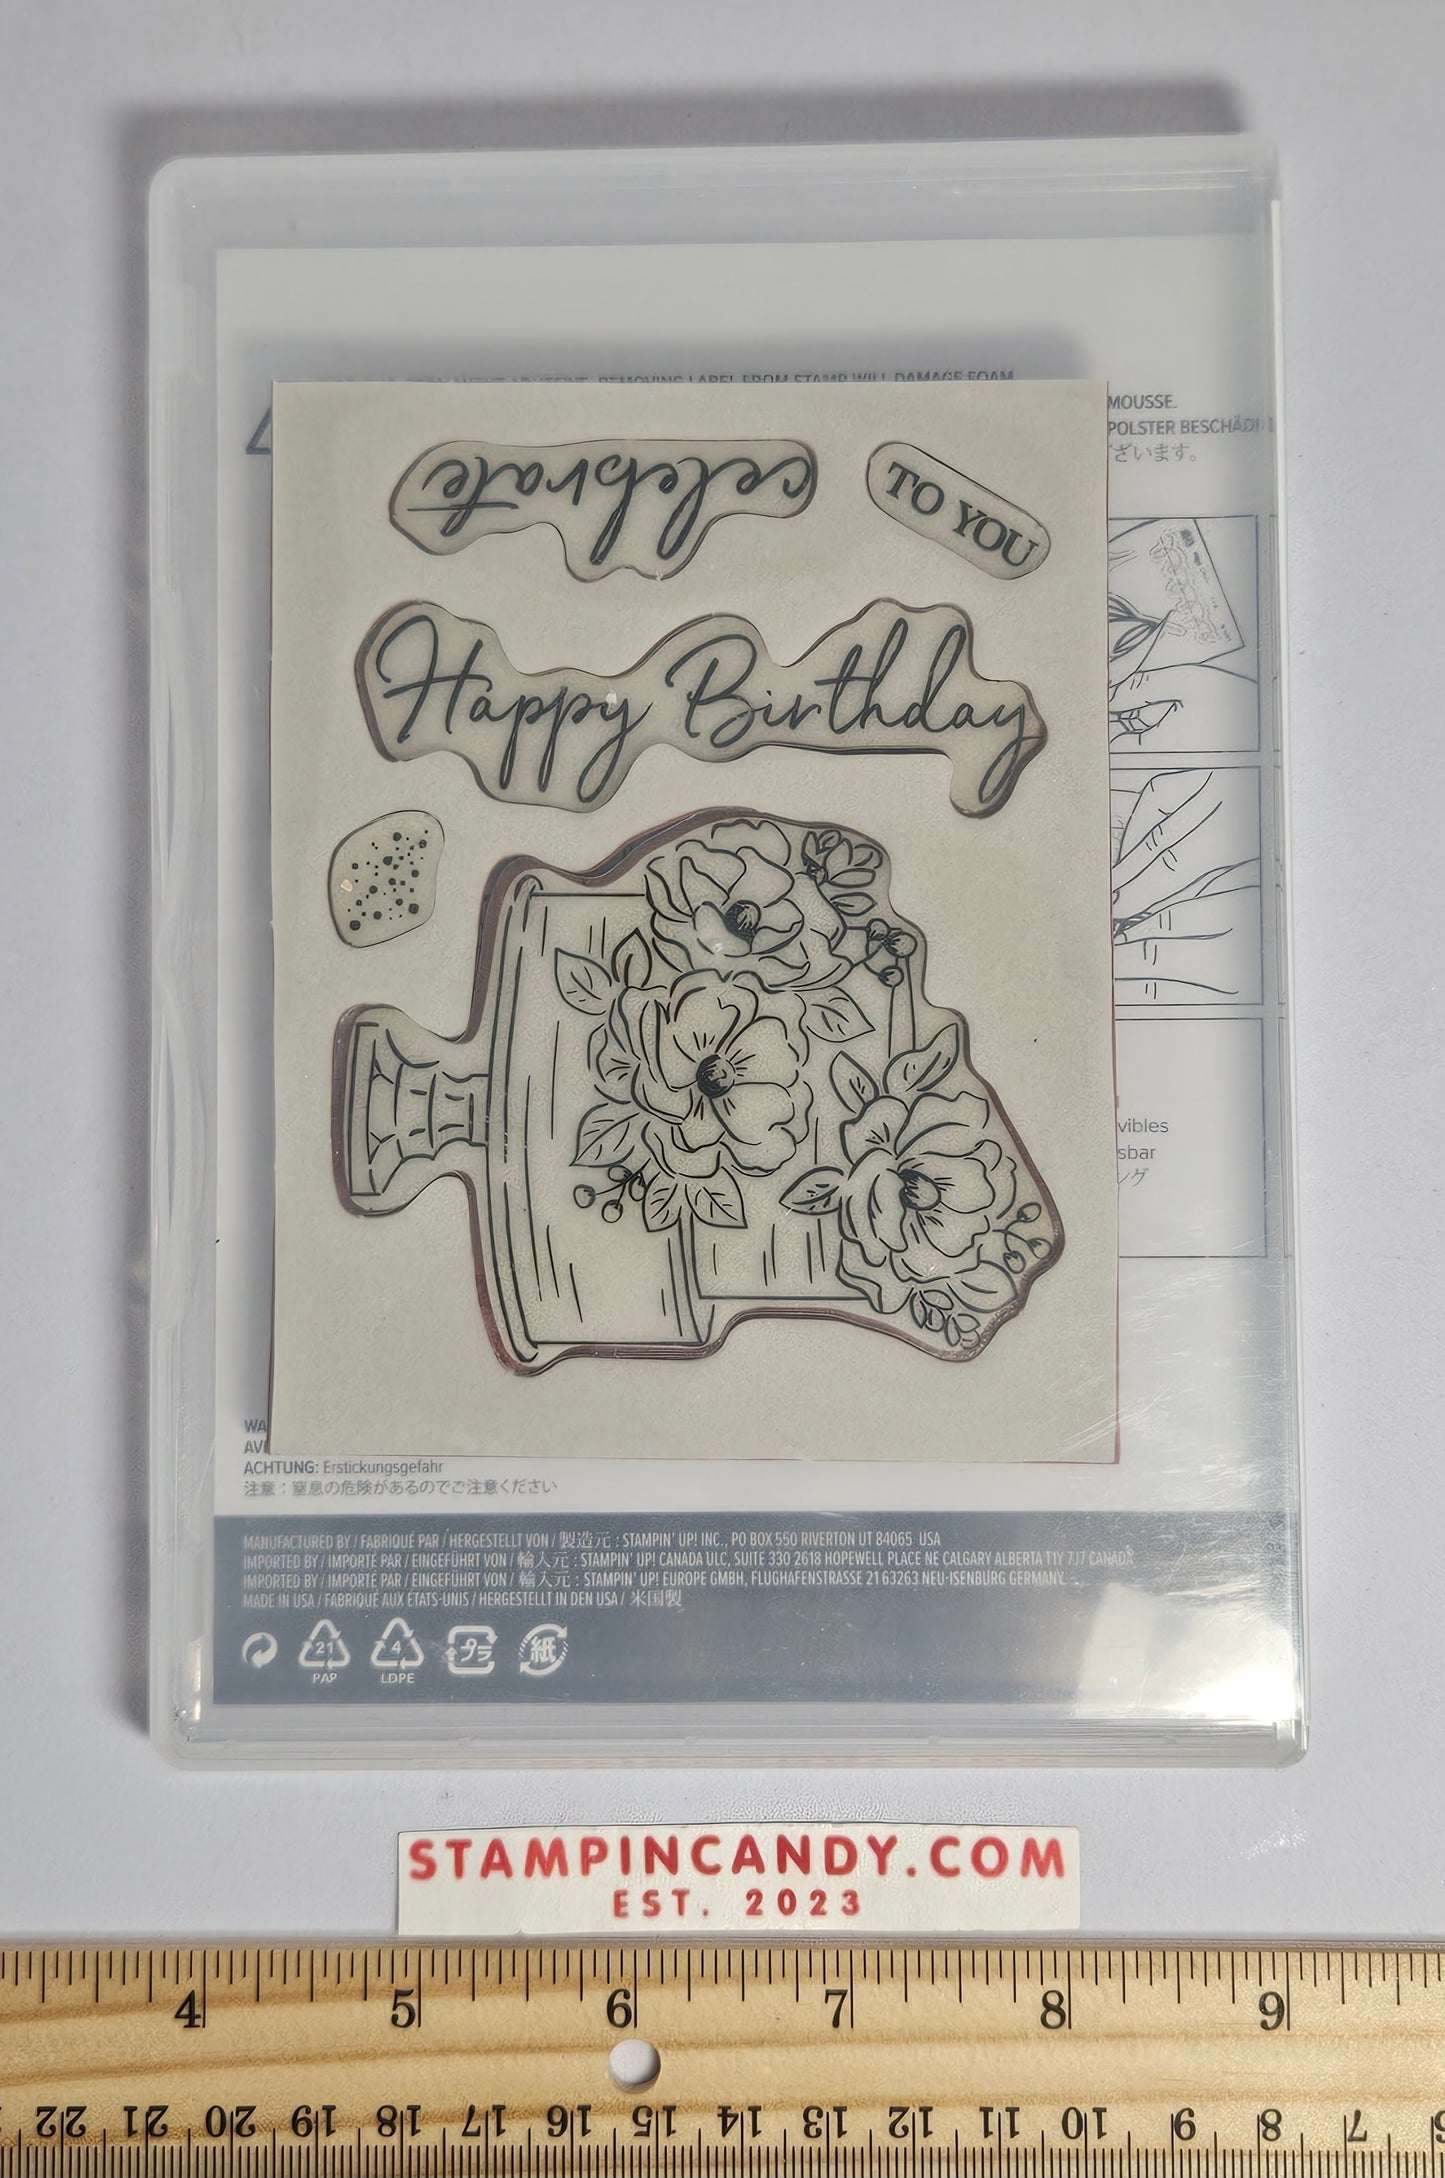 PERMANENT ADHESIVE. REMOVING LABEL FROM STAMP WILL DAMAGE FOAM
MOUSSE.
POLSTER BESCHÄDI
ざいます。
celebrate
TO YOU
Happy Birthday
vibles
sbar
ング
WA
AV
ACHTUNG: Erstickungsgefahr
注意：窒息の危険があるのでご注意ください
MANUFACTURED BY / FABRIQUÉ PAR / HERGESTELLT VON / 製造元 : STAMPIN' UP! INC., PO BOX 550 RIVERTON UT 84065 USA
IMPORTED BY / IMPORTÉ PAR / EINGEFÜHRT VON / 輸入元 : STAMPIN' UP! CANADA ULC, SUITE 330 2618 HOPEWELL PLACE NE CALGARY ALBERTA T1Y 7J7 CANADA
IMPORTED BY / IMPORTÉ PAR / EINGEFÜHRT VON / 輸入元 : STAMPIN' UP! EUROPE GMBH, FLUGHAFENSTRASSE 21 63263 NEU-ISENBURG GERMANY
MADE IN USA / FABRIQUÉ AUX ÉTATS-UNIS / HERGESTELLT IN DEN USA / 米国製
21 4 プラ 紙
PAP LDPE
STAMPINCANDY.COM
EST. 2023
4 5 6 7 8 9
22 21 20 19 18 17 16 15 14 13 12 11 10 9 8 7 6